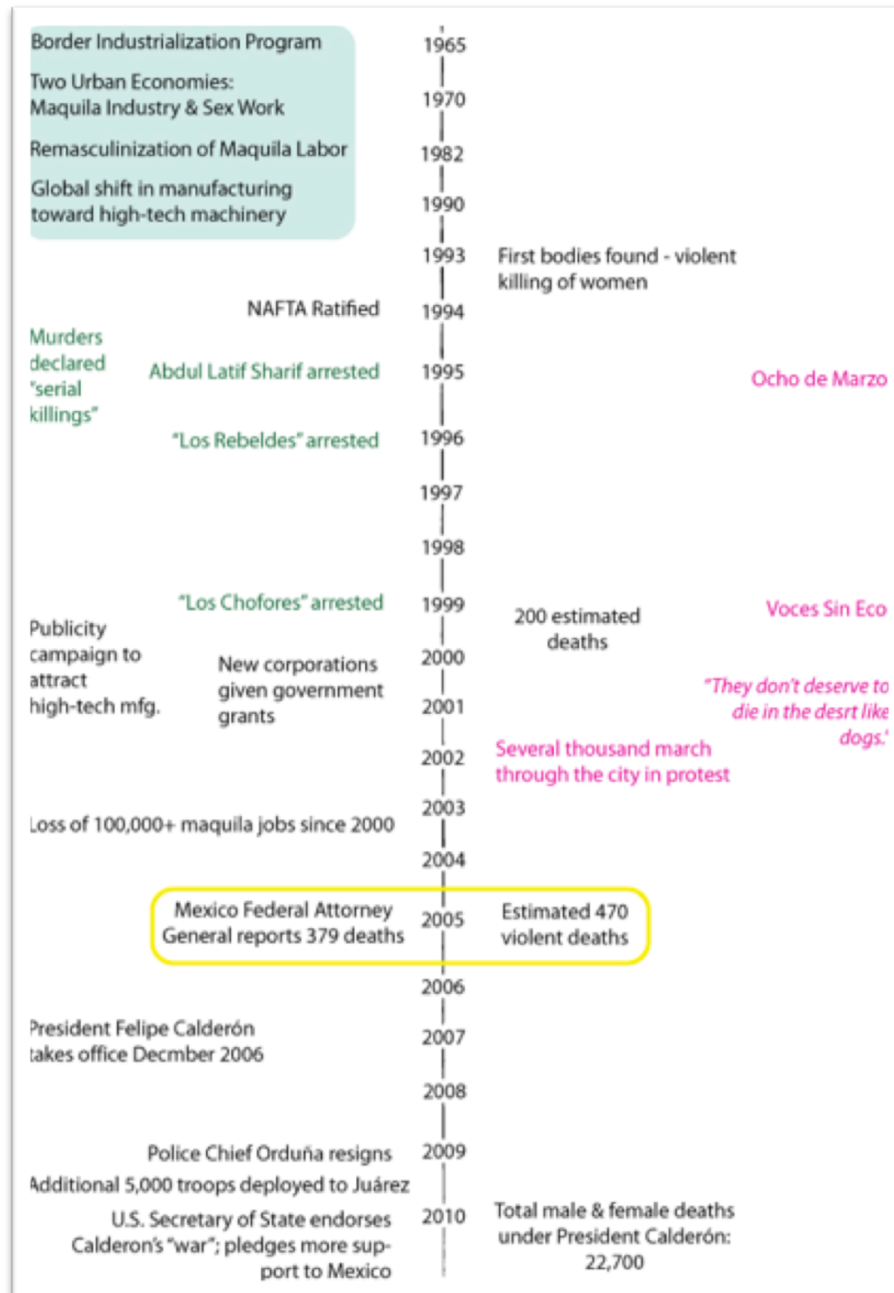 Border Industrialization Program
1965
Two Urban Economies:
Maquila Industry & Sex Work
1970
Remasculinization of Maquila Labor
1982
Global shift in manufacturing
toward high-tech machinery
1990
1993
First bodies found - violent
killing of women
NAFTA Ratified
1994
Murders
declared
"serial
killings"
Abdul Latif Sharif arrested
1995
Ocho de Marzo
"Los Rebeldes" arrested
1996
1997
1998
"Los Chofores" arrested
1999
200 estimated
deaths
Voces Sin Eco
Publicity
campaign to
attract
high-tech mfg.
New corporations
given government
grants
2000
2001
"They don't deserve to
die in the desrt like
dogs."
2002
Several thousand march
through the city in protest
2003
Loss of 100,000+ maquila jobs since 2000
2004
Mexico Federal Attorney
General reports 379 deaths
2005
Estimated 470
violent deaths
2006
President Felipe Calderón
takes office Decmber 2006
2007
2008
Police Chief Orduña resigns
2009
Additional 5,000 troops deployed to Juárez
U.S. Secretary of State endorses
Calderon's "war"; pledges more sup-
port to Mexico
2010
Total male & female deaths
under President Calderón:
22,700